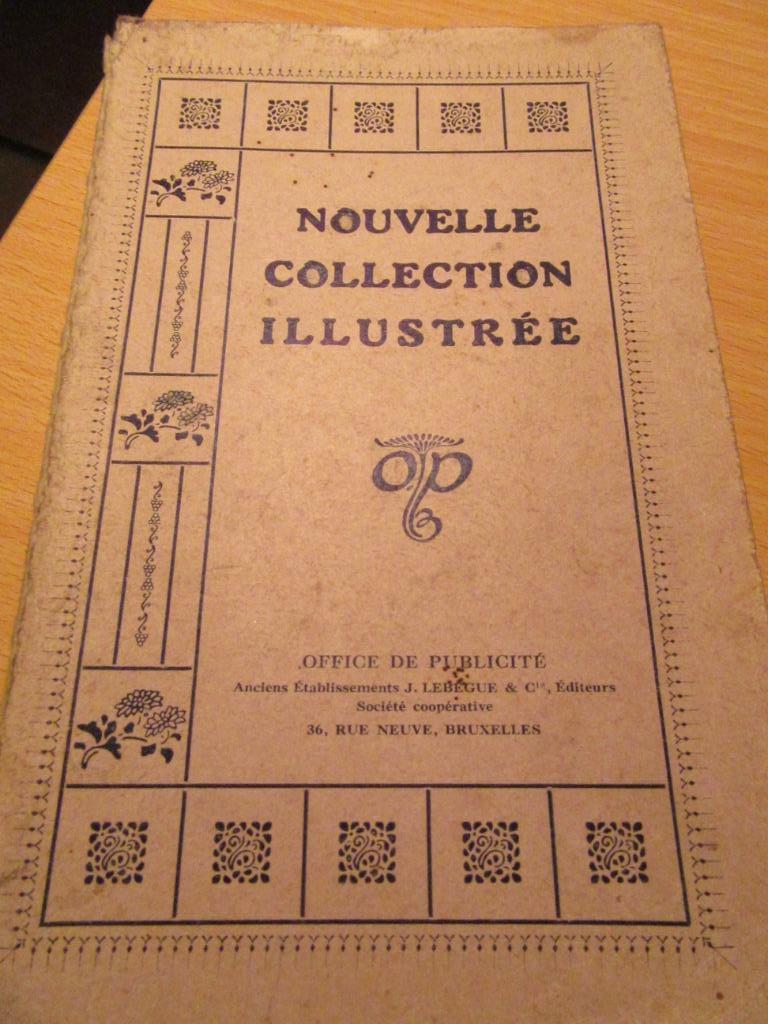 NOUVELLE
COLLECTION
ILLUSTRÉE
OP
OFFICE DE PUBLICITÉ
Anciens Établissements J. LEBÈGUE & Cie, Éditeurs
Société coopérative
36, RUE NEUVE, BRUXELLES